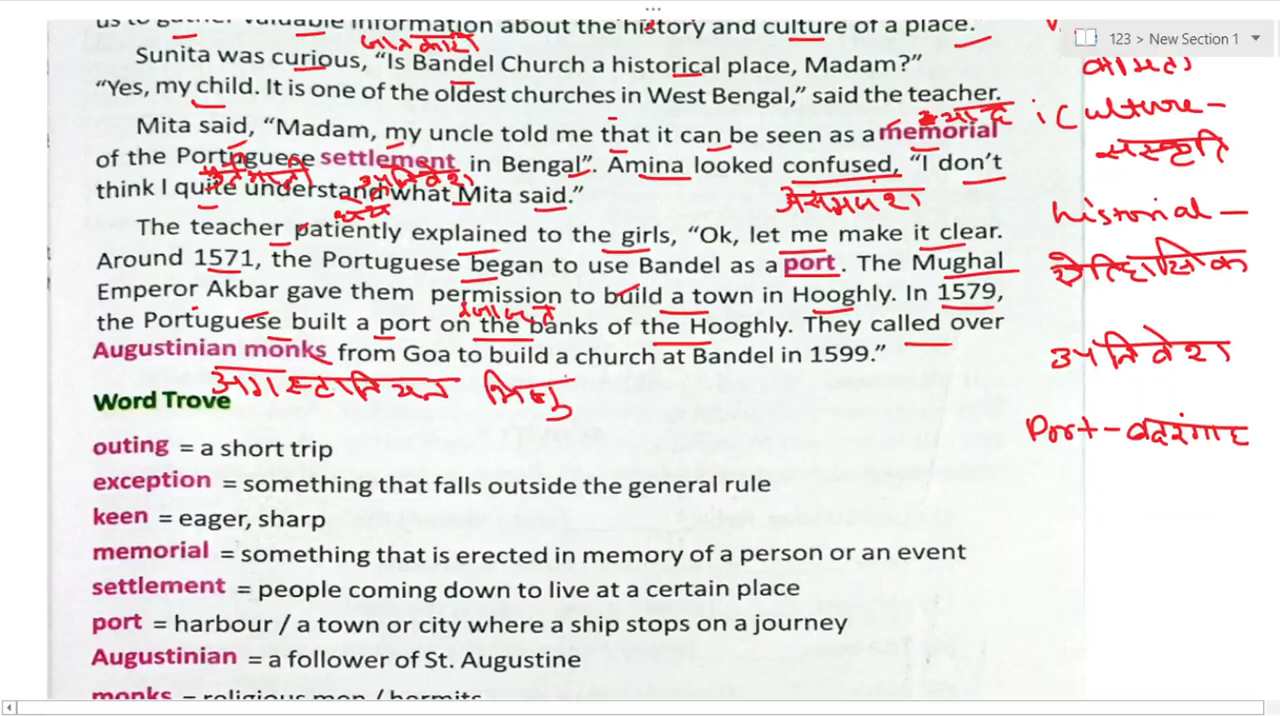 us to gather valuable information about the history and culture of a place.
123 > New Section 1
Sunita was curious, “Is Bandel Church a historical place, Madam?”
“Yes, my child. It is one of the oldest churches in West Bengal,” said the teacher.
culture –
संस्कृति
Mita said, “Madam, my uncle told me that it can be seen as a memorial
of the Portuguese settlement in Bengal”. Amina looked confused, “I don’t
think I quite understand what Mita said.”
historial –
ऐतिहासिक
The teacher patiently explained to the girls, “Ok, let me make it clear.
Around 1571, the Portuguese began to use Bandel as a port. The Mughal
Emperor Akbar gave them permission to build a town in Hooghly. In 1579,
the Portuguese built a port on the banks of the Hooghly. They called over
Augustinian monks from Goa to build a church at Bandel in 1599.”
उपनिवेश
Port – बंदरगाह
Word Trove
outing = a short trip
exception = something that falls outside the general rule
keen = eager, sharp
memorial = something that is erected in memory of a person or an event
settlement = people coming down to live at a certain place
port = harbour / a town or city where a ship stops on a journey
Augustinian = a follower of St. Augustine
monks = religious men / hermits